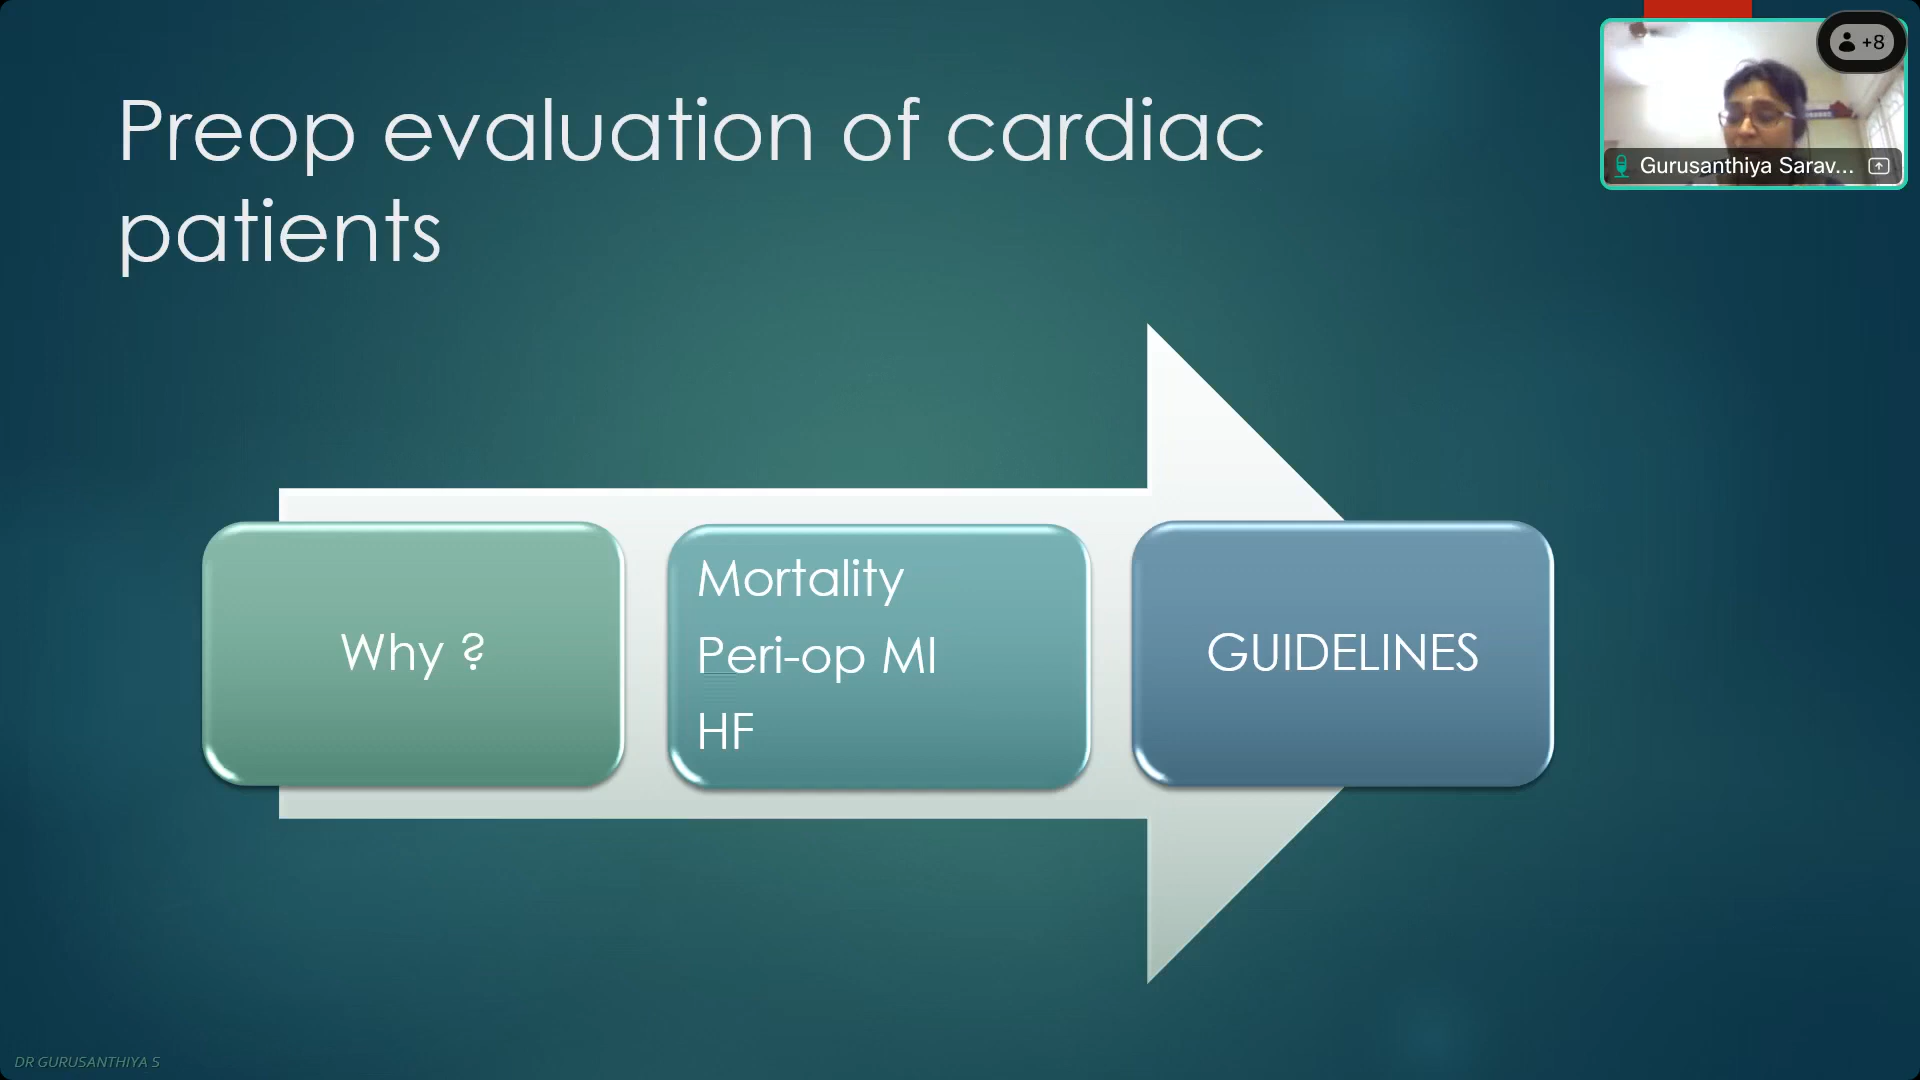 Preop evaluation of cardiac
patients
+8
Gurusanthiya Sarav...
Why ?
Mortality
Peri-op MI
HF
GUIDELINES
DR GURUSANTHIYA S